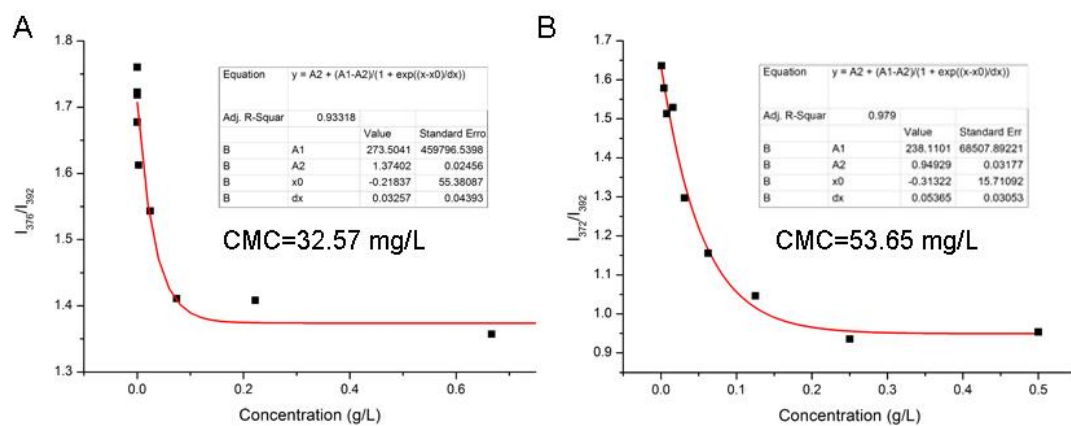 A
B
1.8
1.7
1.6
1.5
1.4
1.3
I376/I392
0.0 0.2 0.4 0.6
Concentration (g/L)
Equation y = A2 + (A1-A2)/(1 + exp((x-x0)/dx))
Adj. R-Squar 0.93318
Value Standard Erro
B A1 273.5041 459796.5398
B A2 1.37402 0.02456
B x0 -0.21837 55.38087
B dx 0.03257 0.04393
CMC=32.57 mg/L
1.7
1.6
1.5
1.4
1.3
1.2
1.1
1.0
0.9
I372/I392
0.0 0.1 0.2 0.3 0.4 0.5
Concentration (g/L)
Equation y = A2 + (A1-A2)/(1 + exp((x-x0)/dx))
Adj. R-Squar 0.979
Value Standard Err
B A1 238.1101 68507.89221
B A2 0.94929 0.03177
B x0 -0.31322 15.71092
B dx 0.05365 0.03053
CMC=53.65 mg/L